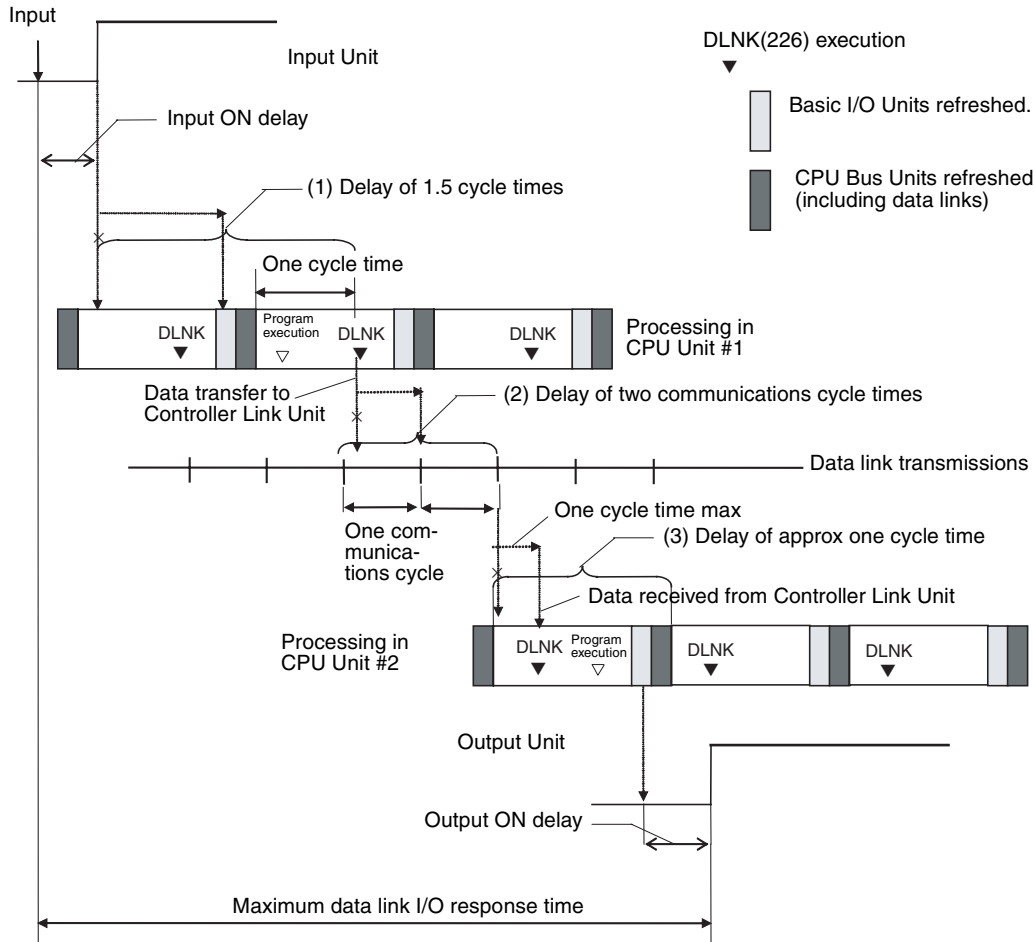 Input
Input Unit
DLNK(226) execution
Basic I/O Units refreshed.
Input ON delay
CPU Bus Units refreshed
(including data links)
(1) Delay of 1.5 cycle times
One cycle time
DLNK
Program
execution
DLNK
DLNK
Processing in
CPU Unit #1
Data transfer to
Controller Link Unit
(2) Delay of two communications cycle times
Data link transmissions
One com-
munica-
tions cycle
One cycle time max
(3) Delay of approx one cycle time
Data received from Controller Link Unit
Processing in
CPU Unit #2
DLNK
Program
execution
DLNK
DLNK
Output Unit
Output ON delay
Maximum data link I/O response time